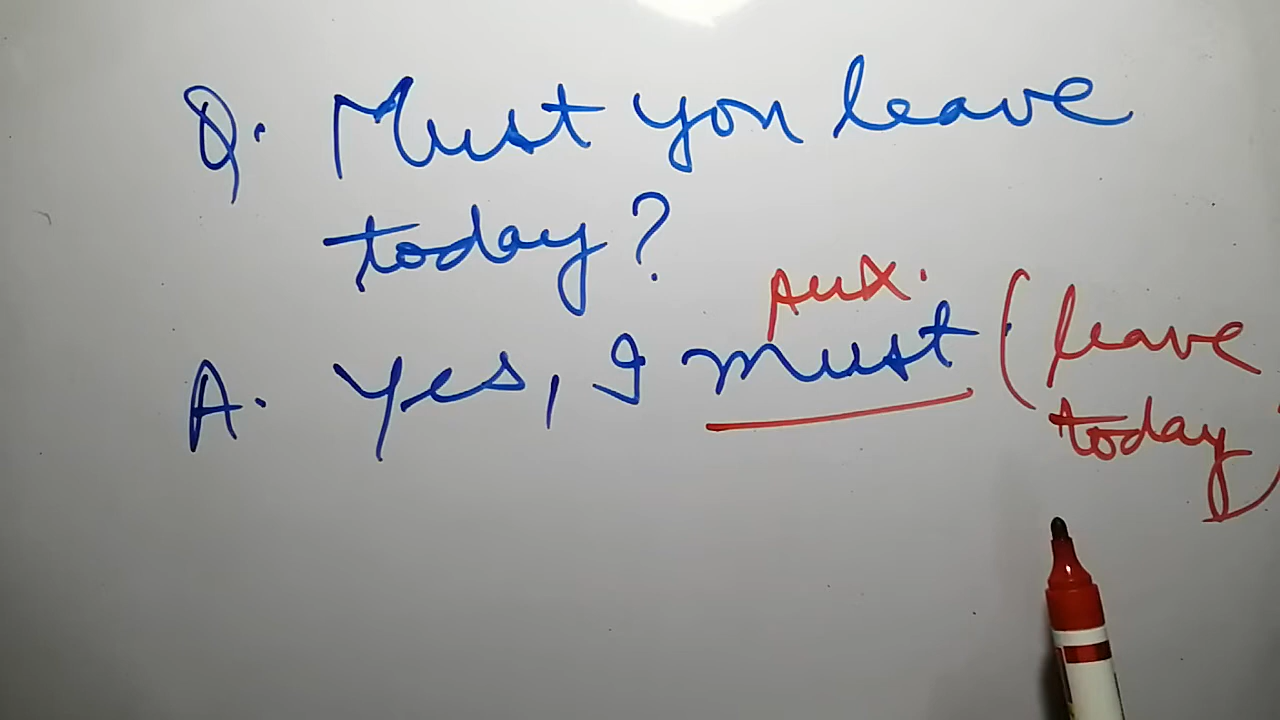 Q. Must you leave
today?
Aux.
A. Yes, I must (leave
today)